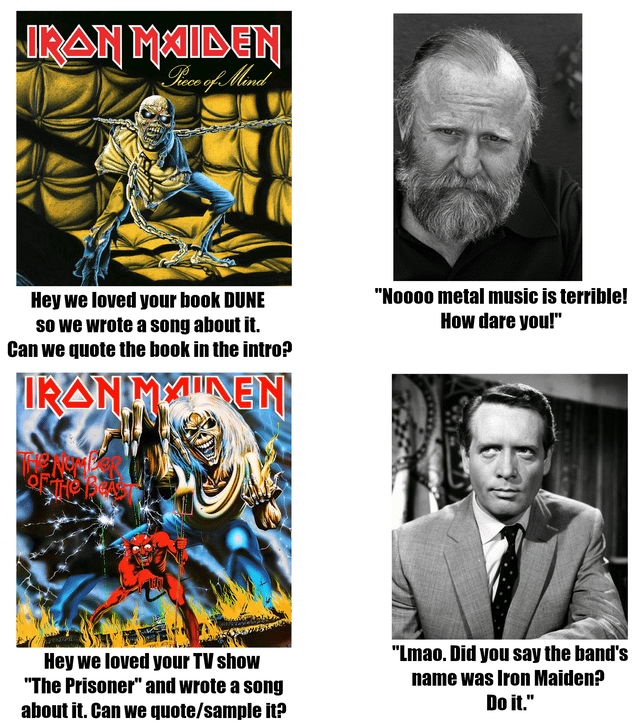 IRON MAIDEN
Piece of Mind
Hey we loved your book DUNE
so we wrote a song about it.
Can we quote the book in the intro?
"Noooo metal music is terrible!
How dare you!"
IRON MAIDEN
THE NUMBER
OF THE BEAST
Hey we loved your TV show
"The Prisoner" and wrote a song
about it. Can we quote/sample it?
"Lmao. Did you say the band's
name was Iron Maiden?
Do it."